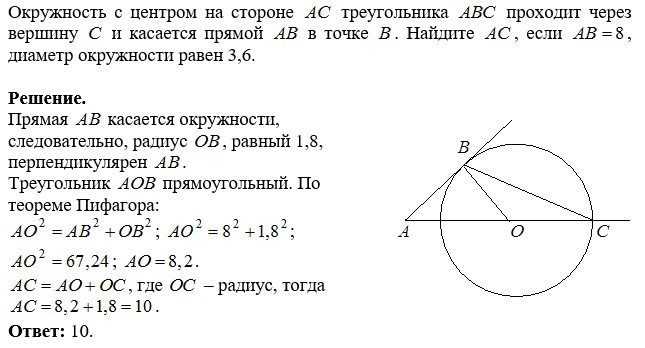 Окружность с центром на стороне AC треугольника ABC проходит через
вершину C и касается прямой AB в точке B. Найдите AC, если AB = 8,
диаметр окружности равен 3,6.
Решение.
Прямая AB касается окружности,
следовательно, радиус OB, равный 1,8,
перпендикулярен AB.
Треугольник AOB прямоугольный. По
теореме Пифагора:
AO² = AB² + OB²; AO² = 8² + 1,8²;
AO² = 67,24; AO = 8,2.
AC = AO + OC, где OC – радиус, тогда
AC = 8,2 + 1,8 = 10.
Ответ: 10.
B
A
O
C